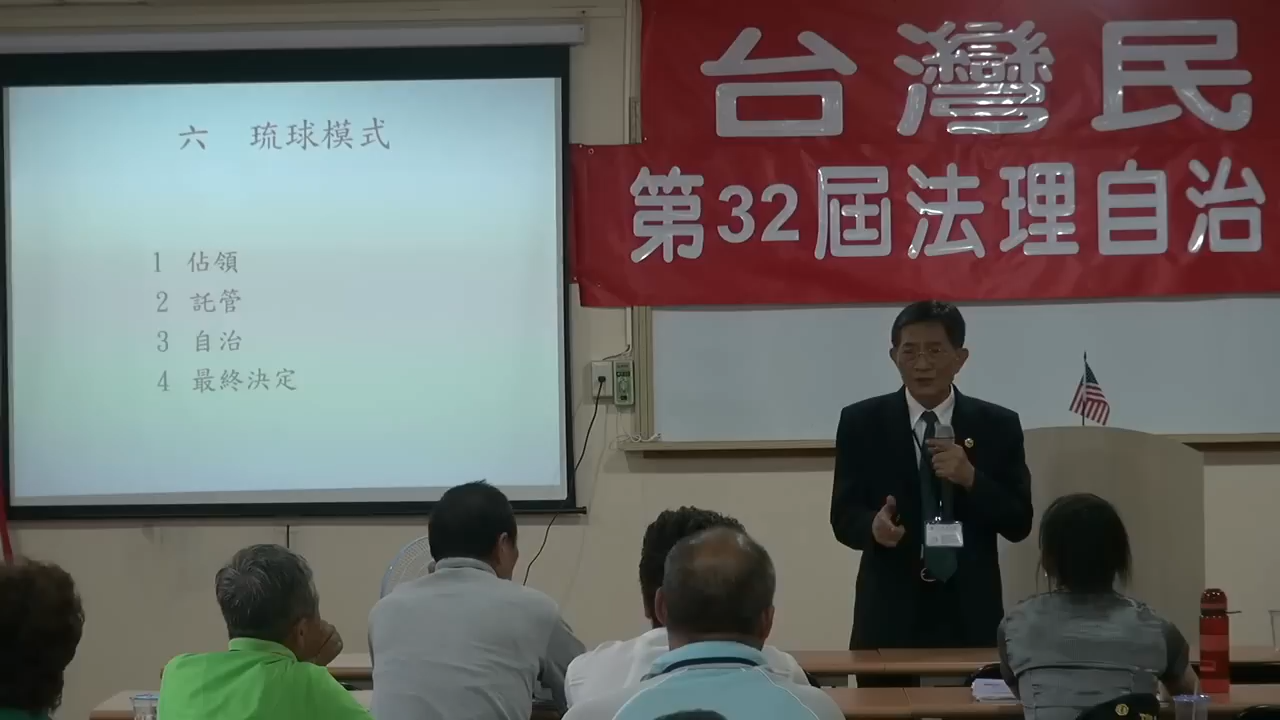 六 琉球模式
1 佔領
2 託管
3 自治
4 最終決定
台灣民
第32屆法理自治